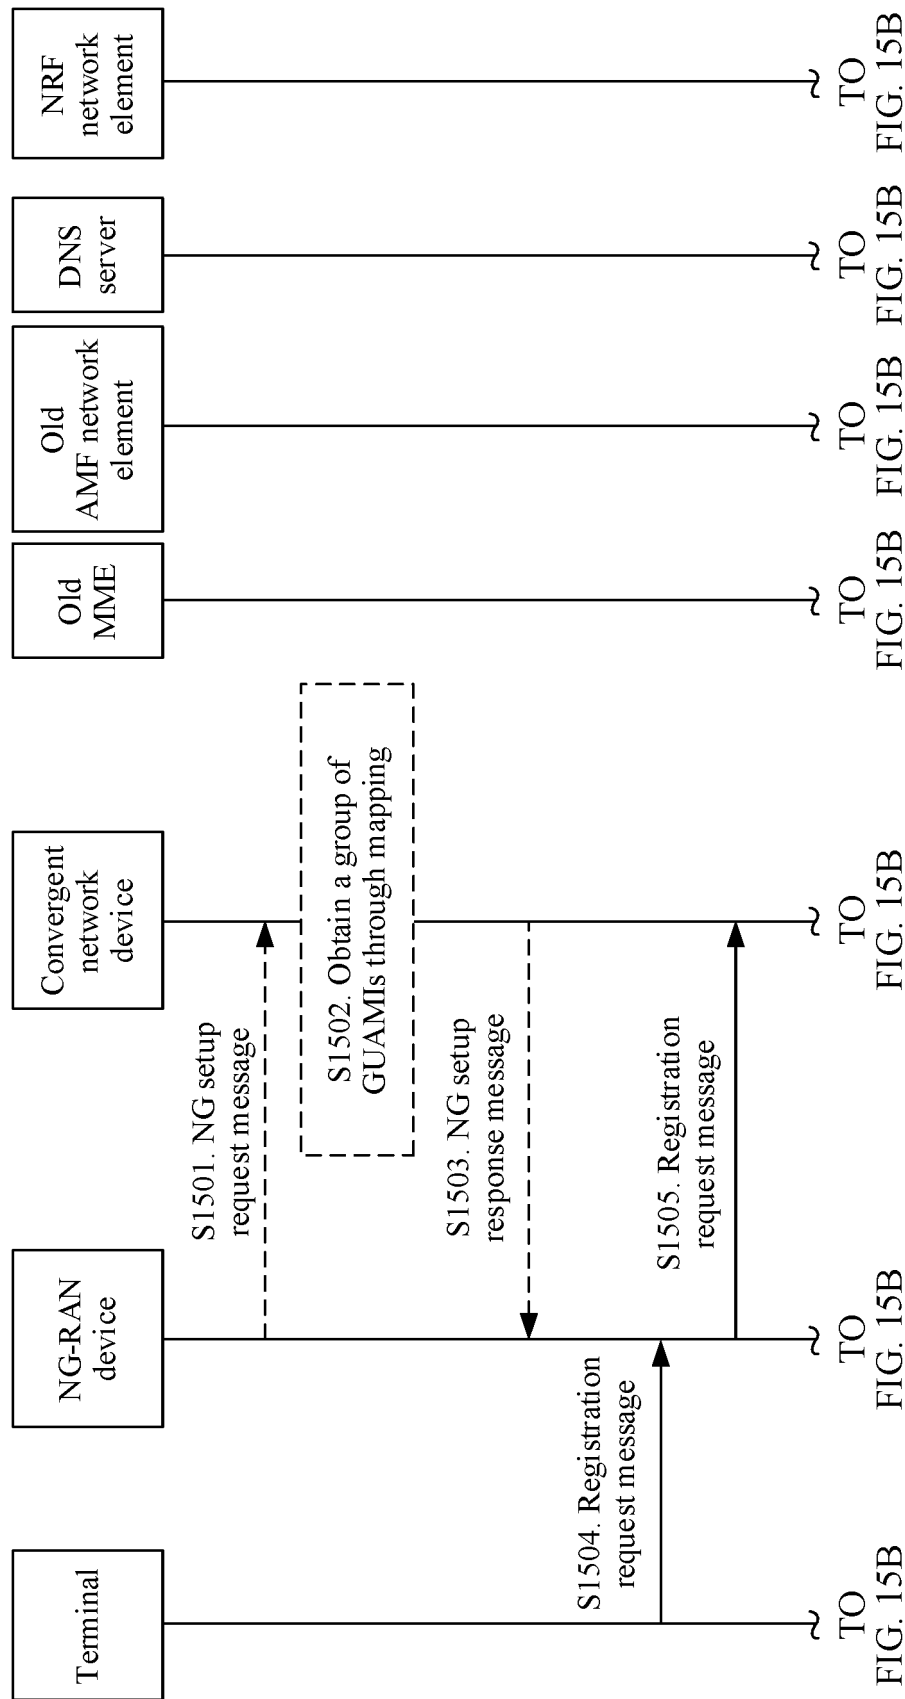 Terminal
NG-RAN
device
Convergent
network
device
Old
MME
Old
AMF network
element
DNS
server
NRF
network
element
S1501. NG setup
request message
S1502. Obtain a group of
GUAMIs through mapping
S1503. NG setup
response message
S1504. Registration
request message
S1505. Registration
request message
TO
FIG. 15B
TO
FIG. 15B
TO
FIG. 15B
TO
FIG. 15B
TO
FIG. 15B
TO
FIG. 15B
TO
FIG. 15B